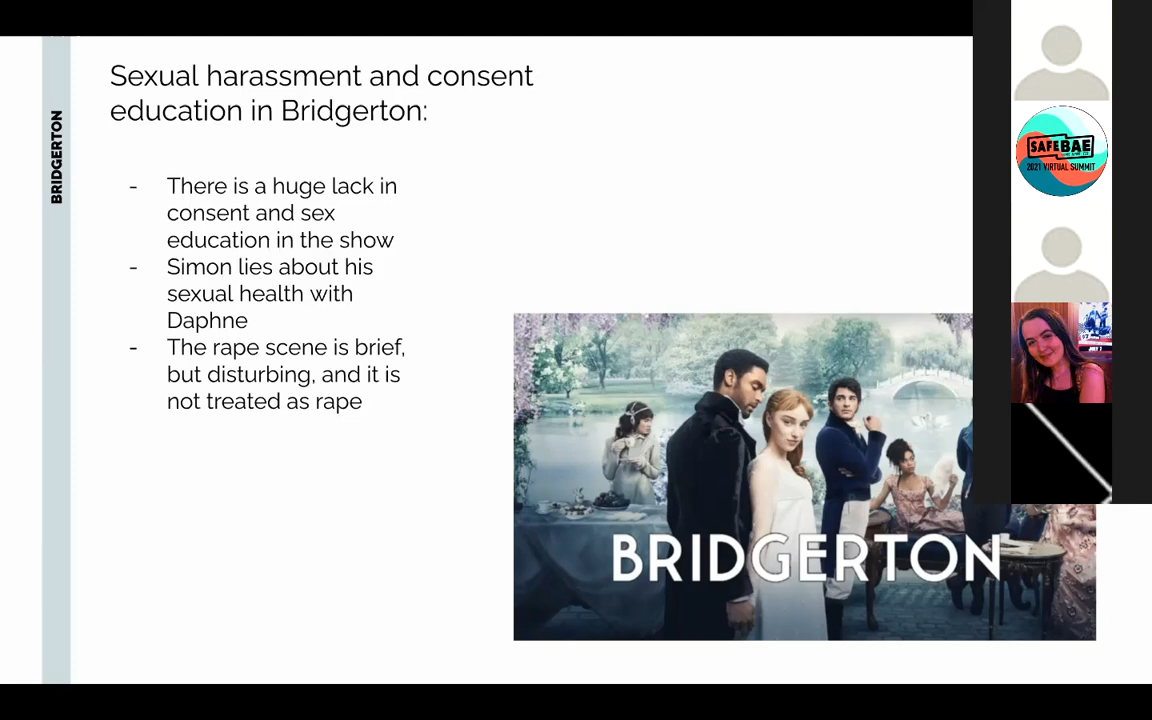 BRIDGERTON
Sexual harassment and consent
education in Bridgerton:
- There is a huge lack in
consent and sex
education in the show
- Simon lies about his
sexual health with
Daphne
- The rape scene is brief,
but disturbing, and it is
not treated as rape
BRIDGERTON
SAFEBAE
2021 VIRTUAL SUMMIT
JULY 1